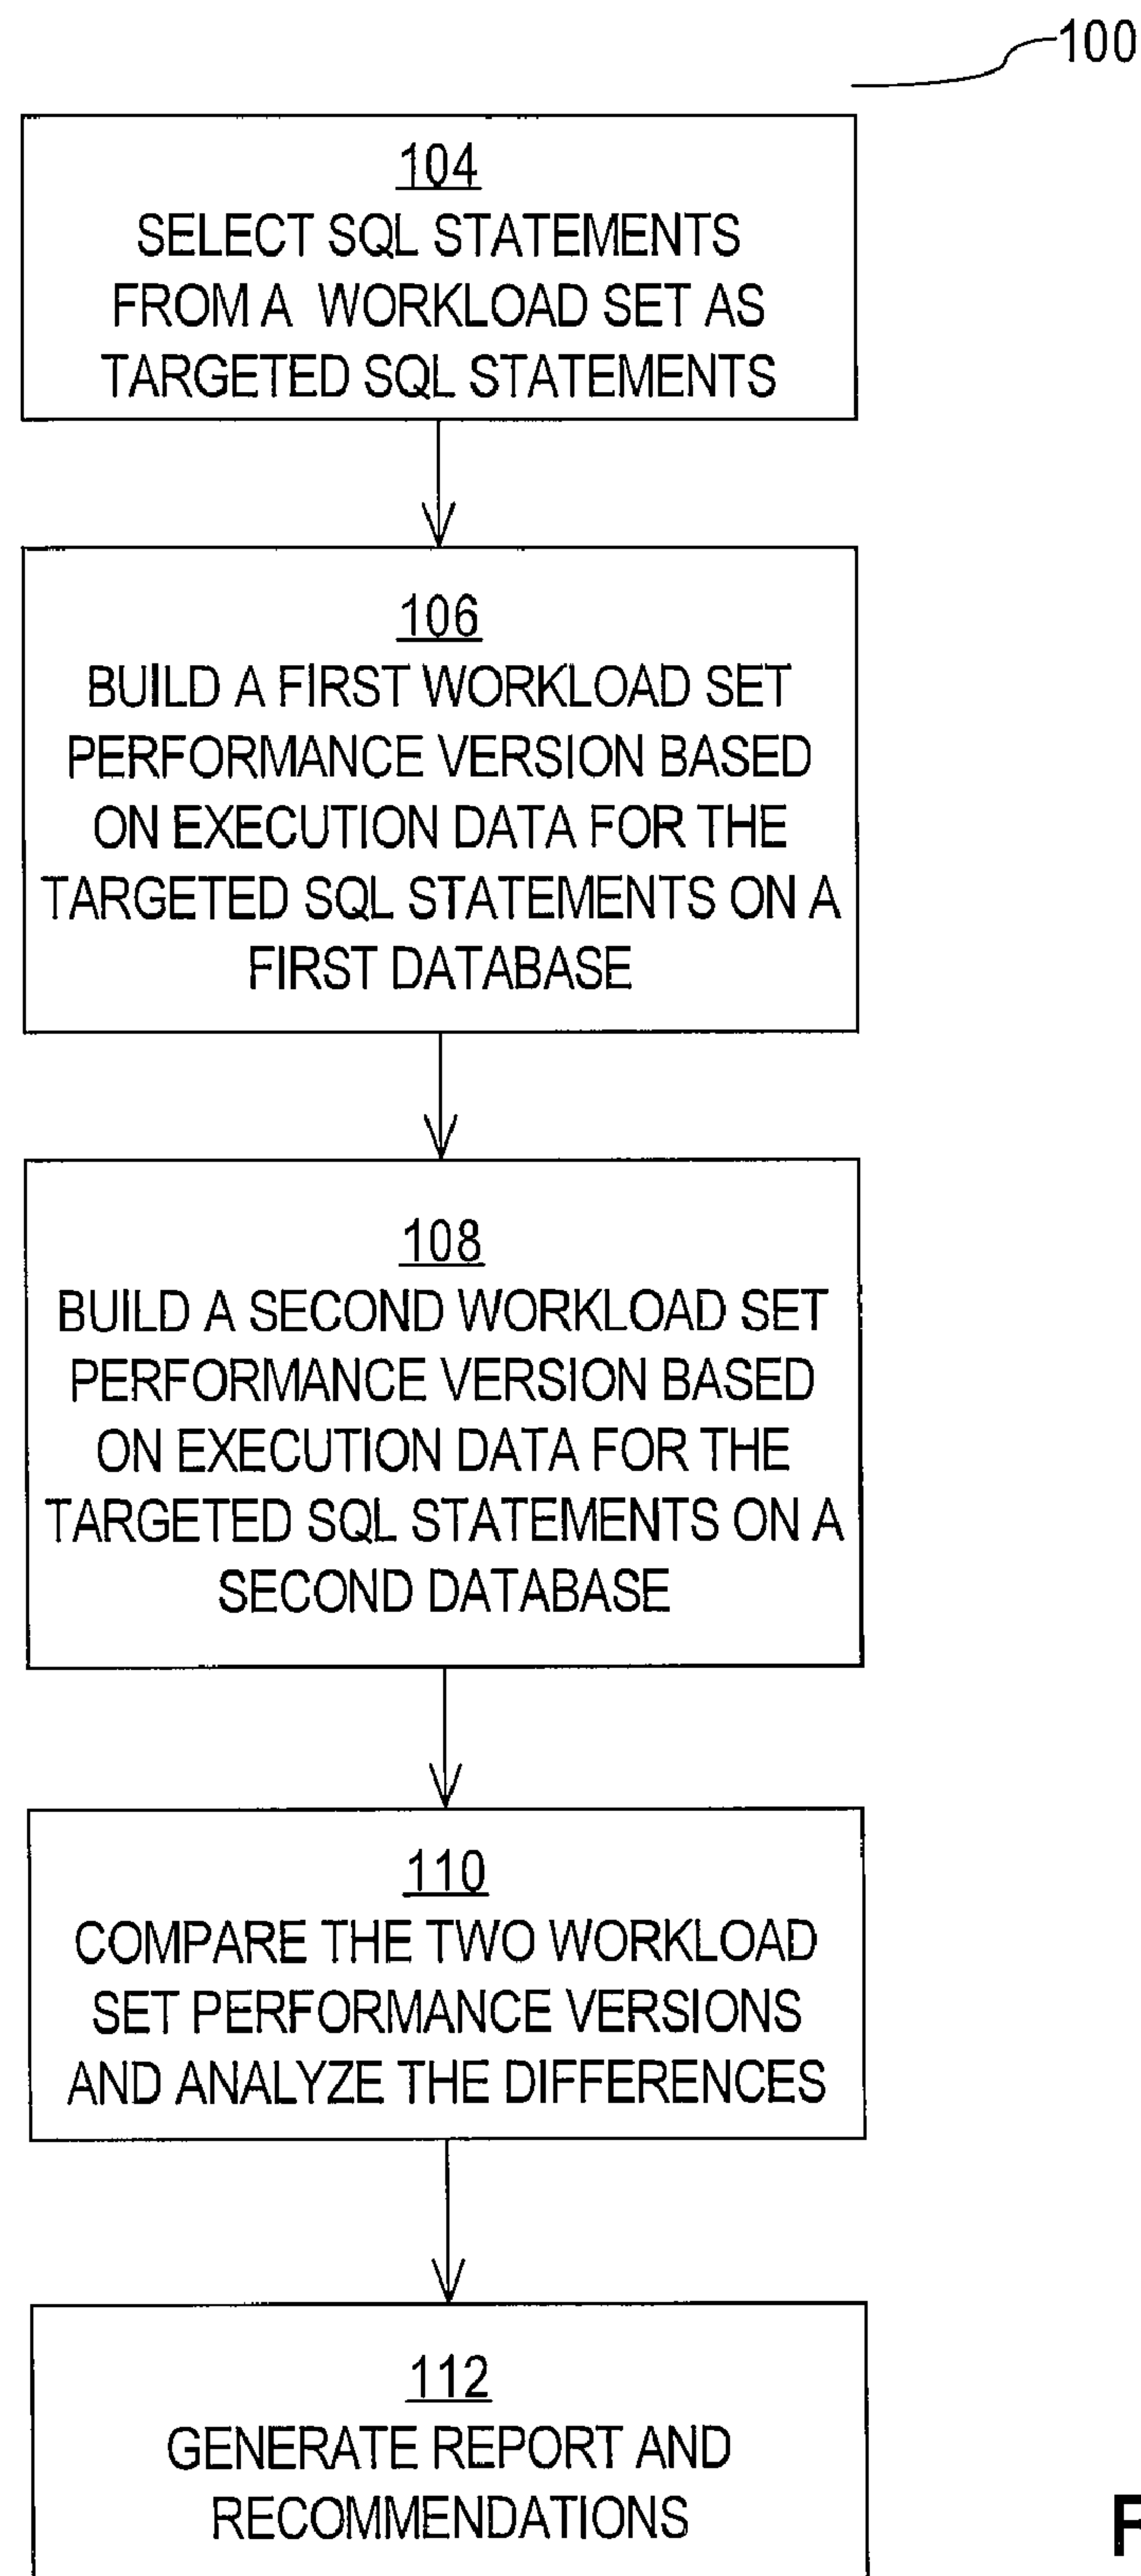 100
104
SELECT SQL STATEMENTS
FROM A WORKLOAD SET AS
TARGETED SQL STATEMENTS
106
BUILD A FIRST WORKLOAD SET
PERFORMANCE VERSION BASED
ON EXECUTION DATA FOR THE
TARGETED SQL STATEMENTS ON A
FIRST DATABASE
108
BUILD A SECOND WORKLOAD SET
PERFORMANCE VERSION BASED
ON EXECUTION DATA FOR THE
TARGETED SQL STATEMENTS ON A
SECOND DATABASE
110
COMPARE THE TWO WORKLOAD
SET PERFORMANCE VERSIONS
AND ANALYZE THE DIFFERENCES
112
GENERATE REPORT AND
RECOMMENDATIONS